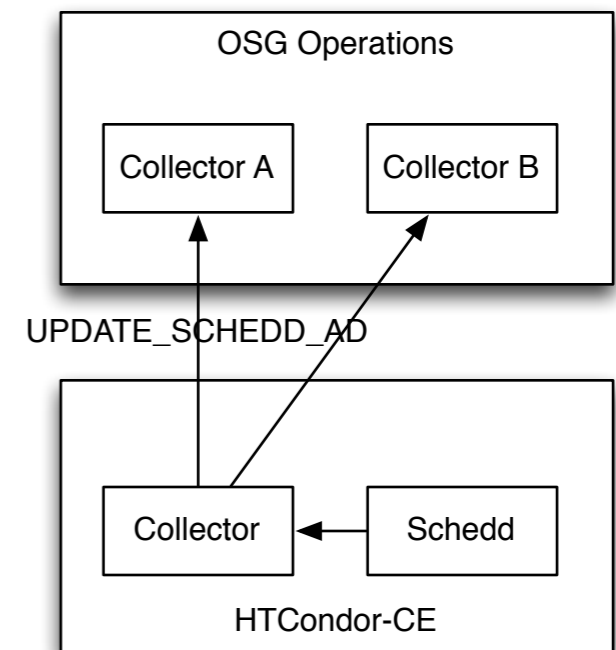 OSG Operations
Collector A
Collector B
UPDATE_SCHEDD_AD
Collector
Schedd
HTCondor-CE